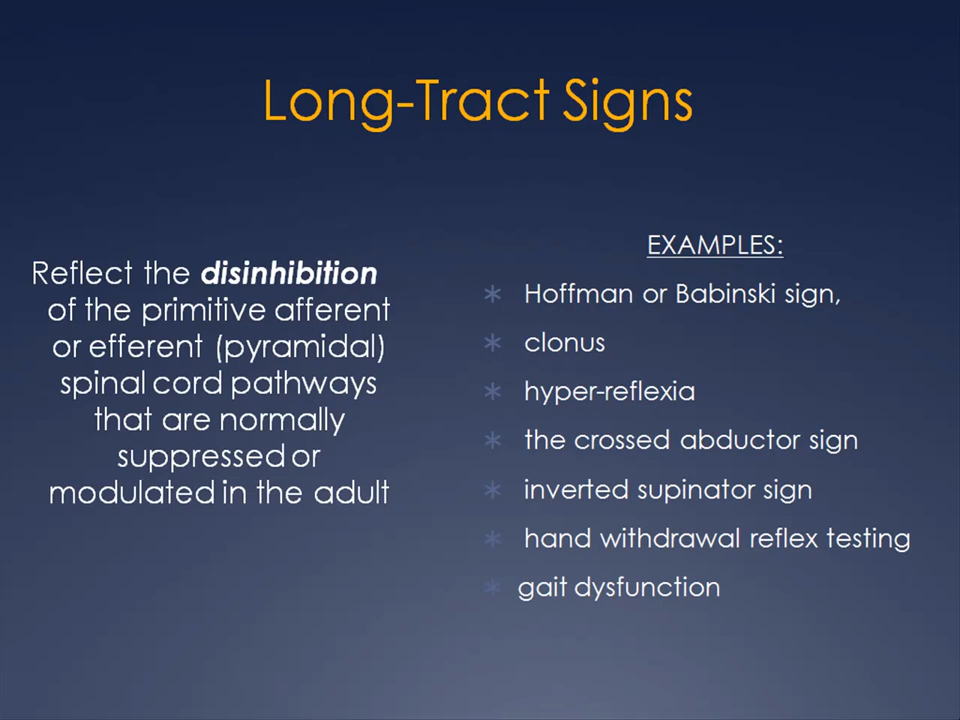 Long-Tract Signs
Reflect the disinhibition
of the primitive afferent
or efferent (pyramidal)
spinal cord pathways
that are normally
suppressed or
modulated in the adult
EXAMPLES:
Hoffman or Babinski sign,
clonus
hyper-reflexia
the crossed abductor sign
inverted supinator sign
hand withdrawal reflex testing
gait dysfunction